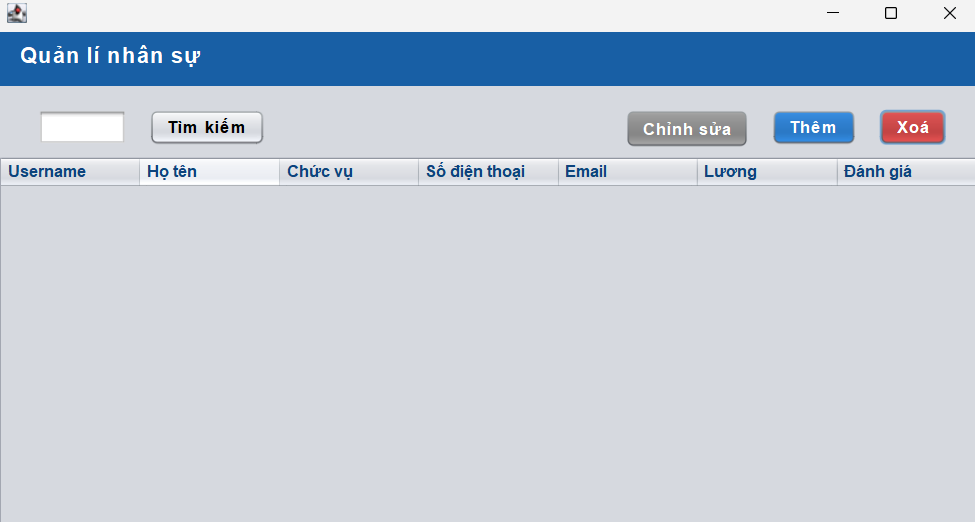 Quản lí nhân sự
Tìm kiếm Chỉnh sửa Thêm Xoá
Username Họ tên Chức vụ Số điện thoại Email Lương Đánh giá